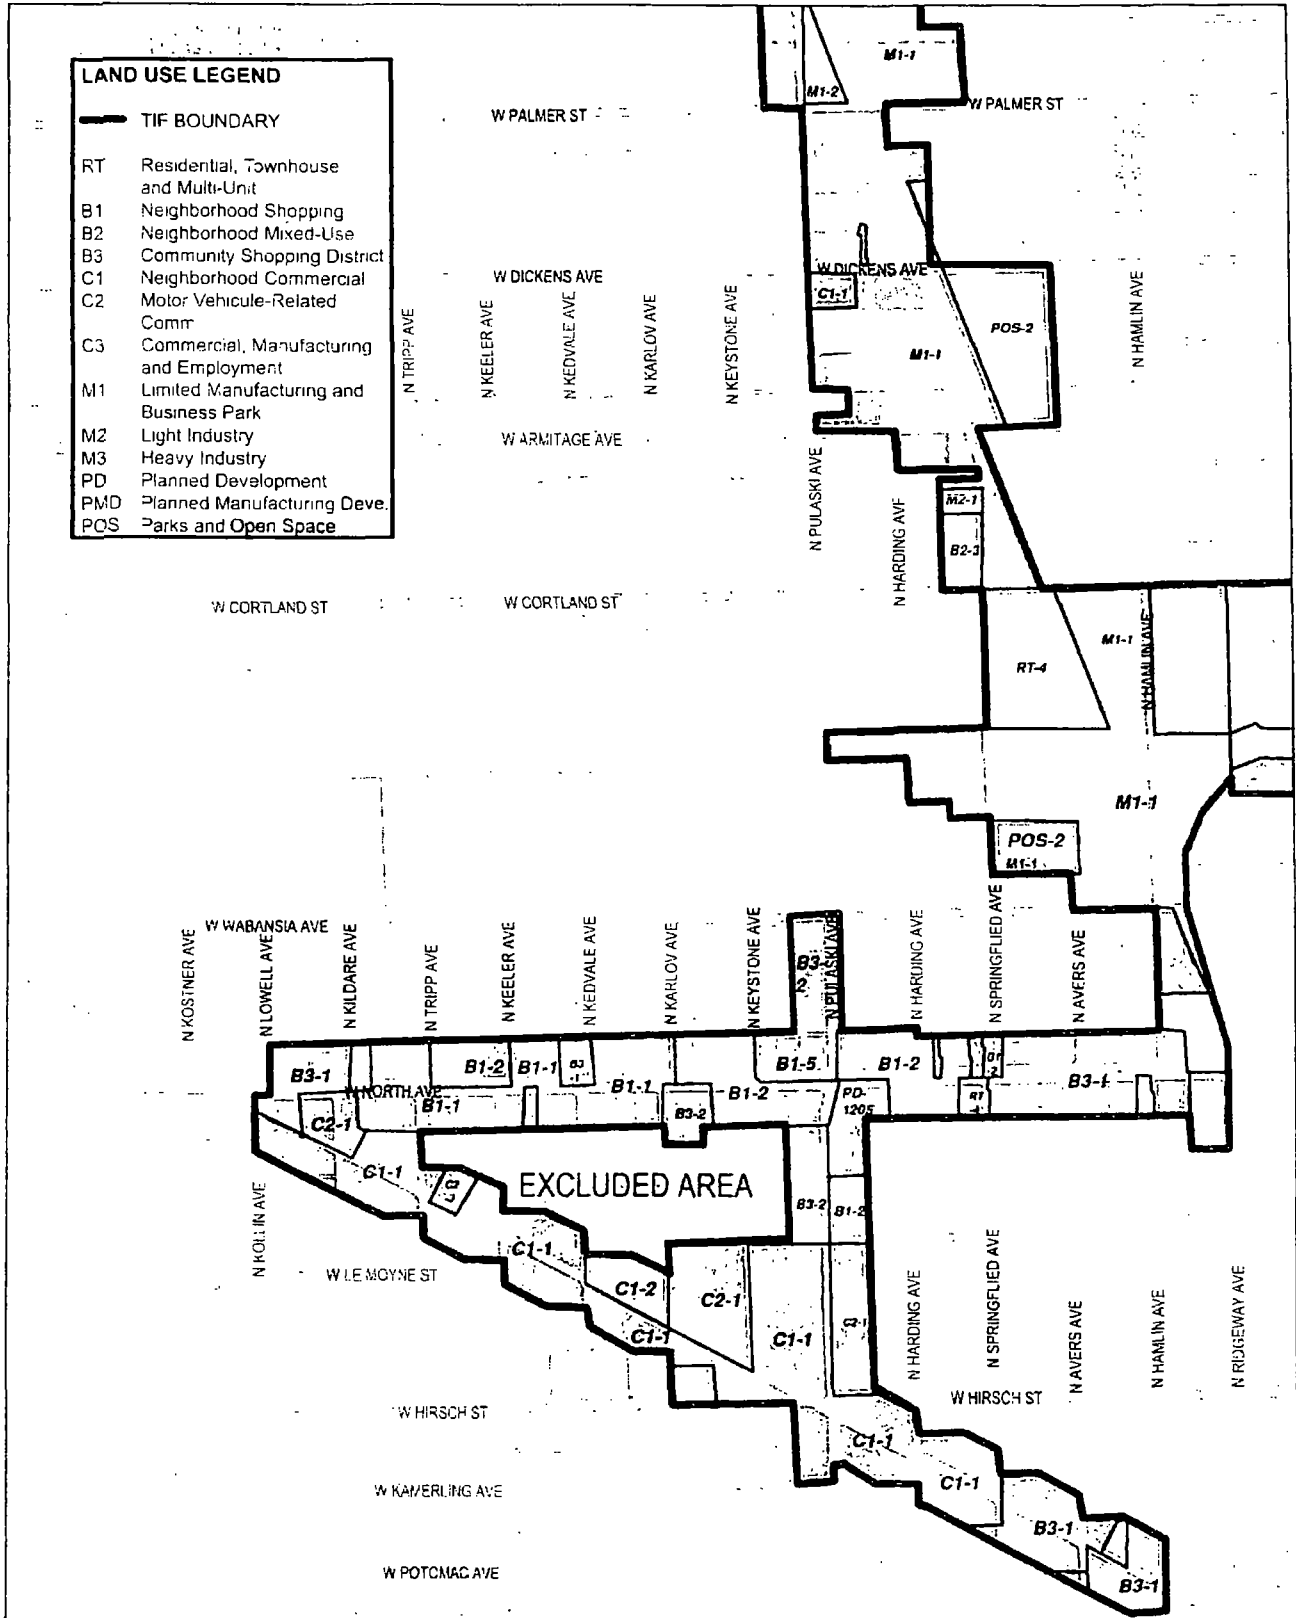 LAND USE LEGEND
TIF BOUNDARY
RT Residential, Townhouse
and Multi-Unit
B1 Neighborhood Shopping
B2 Neighborhood Mixed-Use
B3 Community Shopping District
C1 Neighborhood Commercial
C2 Motor Vehicule-Related
Comm
C3 Commercial, Manufacturing
and Employment
M1 Limited Manufacturing and
Business Park
M2 Light Industry
M3 Heavy Industry
PD Planned Development
PMD Planned Manufacturing Deve.
POS Parks and Open Space
M1-1
M1-2
W PALMER ST
W PALMER ST
W DICKENS AVE
W DICKENS AVE
C1-1
POS-2
M1-1
N TRIPP AVE
N KEELER AVE
N KEDVALE AVE
N KARLOV AVE
N KEYSTONE AVE
N HAMLIN AVE
W ARMITAGE AVE
N PULASKI AVE
N HARDING AVE
M2-1
B2-3
W CORTLAND ST
W CORTLAND ST
RT-4
M1-1
N HAMLIN AVE
M1-1
POS-2
M1-1
W WABANSIA AVE
N KOSTNER AVE
N LOWELL AVE
N KILDARE AVE
N TRIPP AVE
N KEELER AVE
N KEDVALE AVE
N KARLOV AVE
N KEYSTONE AVE
B3-
2
N PULASKI AVE
N HARDING AVE
N SPRINGFLIED AVE
N AVERS AVE
B3-1
B1-2
B1-1
B1-1
B1-5
B1-2
B3-1
W NORTH AVE
B1-1
B3-2
B1-2
PD-
1205
C2-1
C1-1
EXCLUDED AREA
B3-2
B1-2
N KOLIN AVE
W LE MOYNE ST
C1-1
C1-2
C2-1
C1-1
C1-1
C2-1
N HARDING AVE
N SPRINGFLIED AVE
N AVERS AVE
N HAMLIN AVE
N RIDGEWAY AVE
W HIRSCH ST
W HIRSCH ST
C1-1
C1-1
W KAMERLING AVE
B3-1
W POTOMAC AVE
B3-1